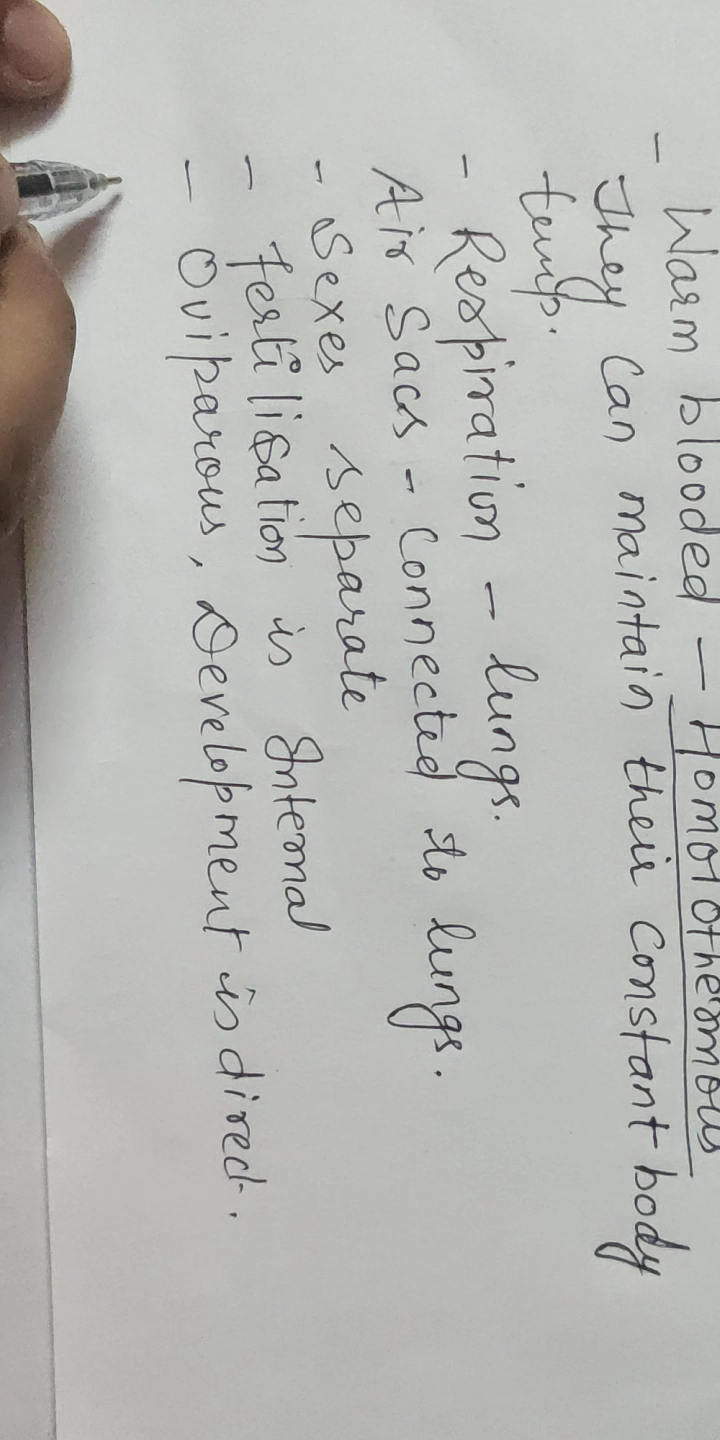 - Warm blooded - Homoiothermous
They can maintain their constant body
temp.
- Respiration - lungs.
Air Sacs - Connected to lungs.
- Sexes separate
- fertilisation is Internal
- Oviparous, Development is direct.